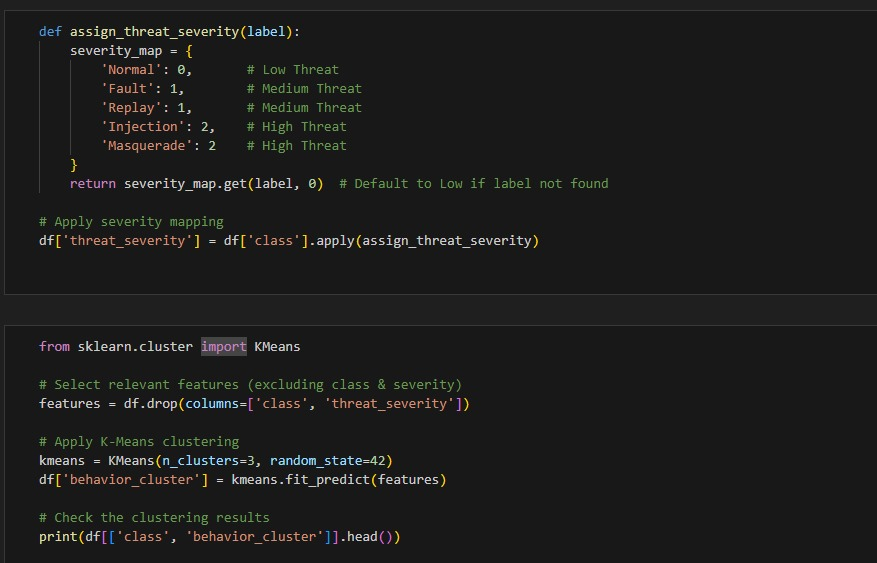 def assign_threat_severity(label):
    severity_map = {
        'Normal': 0,       # Low Threat
        'Fault': 1,        # Medium Threat
        'Replay': 1,       # Medium Threat
        'Injection': 2,    # High Threat
        'Masquerade': 2    # High Threat
    }
    return severity_map.get(label, 0)  # Default to Low if label not found
# Apply severity mapping
df['threat_severity'] = df['class'].apply(assign_threat_severity)
from sklearn.cluster import KMeans
# Select relevant features (excluding class & severity)
features = df.drop(columns=['class', 'threat_severity'])
# Apply K-Means clustering
kmeans = KMeans(n_clusters=3, random_state=42)
df['behavior_cluster'] = kmeans.fit_predict(features)
# Check the clustering results
print(df[['class', 'behavior_cluster']].head())